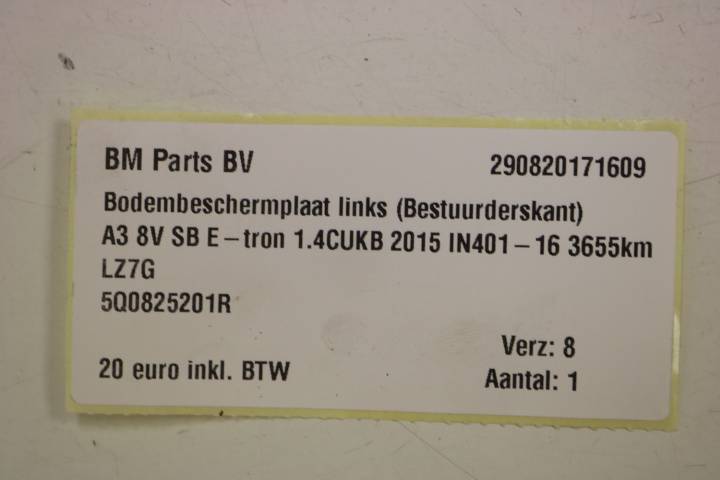 BM Parts BV 290820171609
Bodembeschermplaat links (Bestuurderskant)
A3 8V SB E-tron 1.4CUKB 2015 IN401-16 3655km
LZ7G
5Q0825201R
Verz: 8
20 euro inkl. BTW Aantal: 1